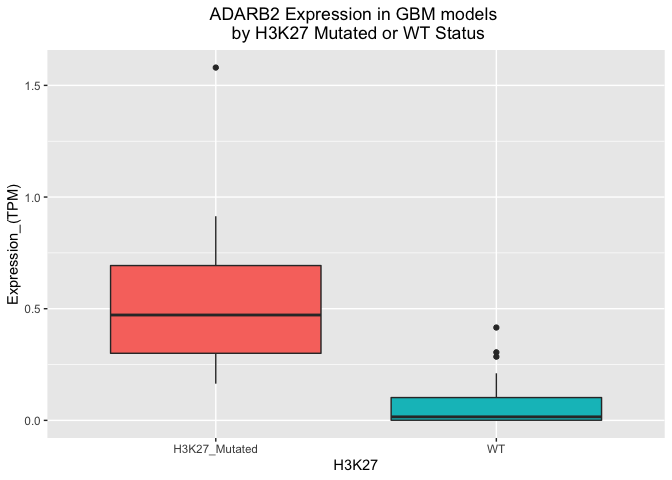 ADARB2 Expression in GBM models
by H3K27 Mutated or WT Status
Expression_(TPM)
1.5
1.0
0.5
0.0
H3K27_Mutated
WT
H3K27